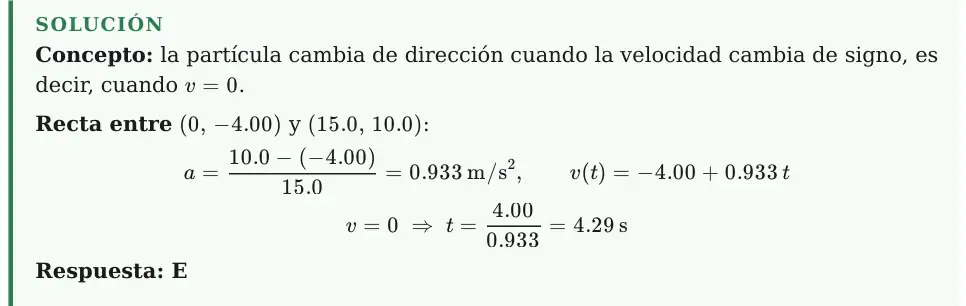 SOLUCIÓN
Concepto: la partícula cambia de dirección cuando la velocidad cambia de signo, es
decir, cuando v = 0.
Recta entre (0, −4.00) y (15.0, 10.0):
a = \frac{10.0 − (−4.00)}{15.0} = 0.933 m/s², v(t) = −4.00 + 0.933 t
v = 0 ⇒ t = \frac{4.00}{0.933} = 4.29 s
Respuesta: E